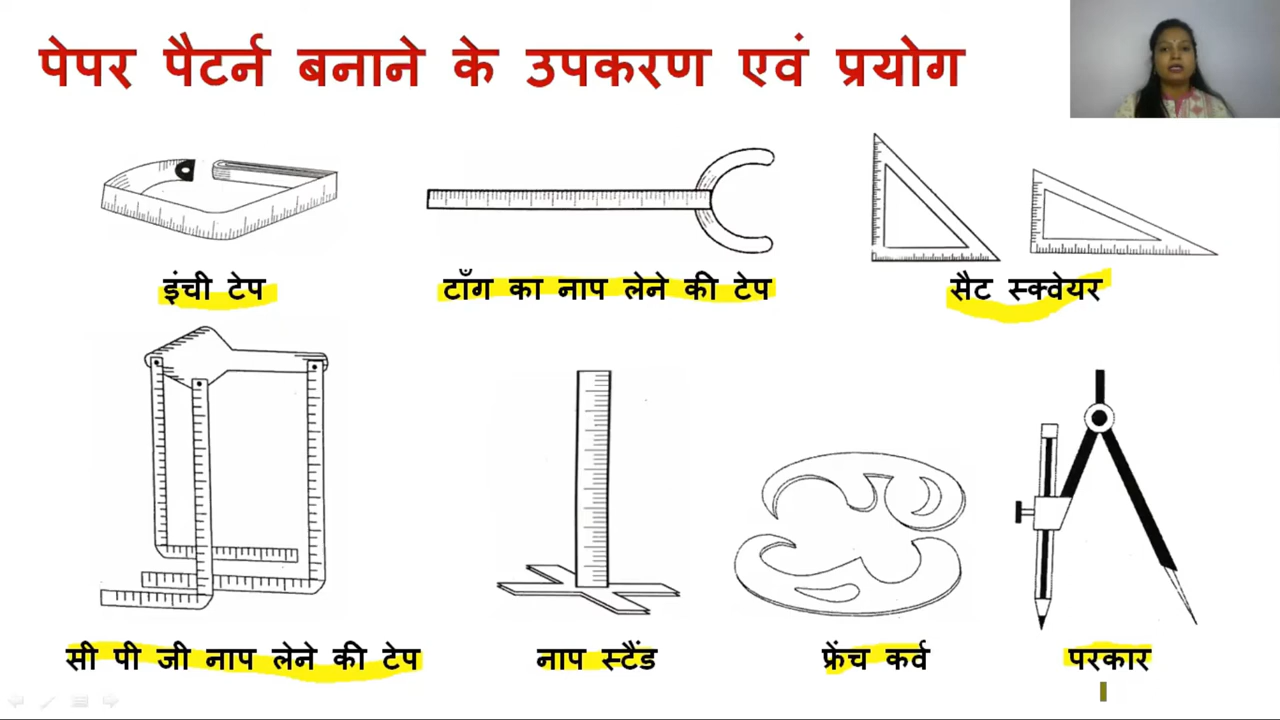 पेपर पैटर्न बनाने के उपकरण एवं प्रयोग
इंची टेप
टाँग का नाप लेने की टेप
सैट स्क्वेयर
सी पी जी नाप लेने की टेप
नाप स्टैंड
फ्रेंच कर्व
परकार